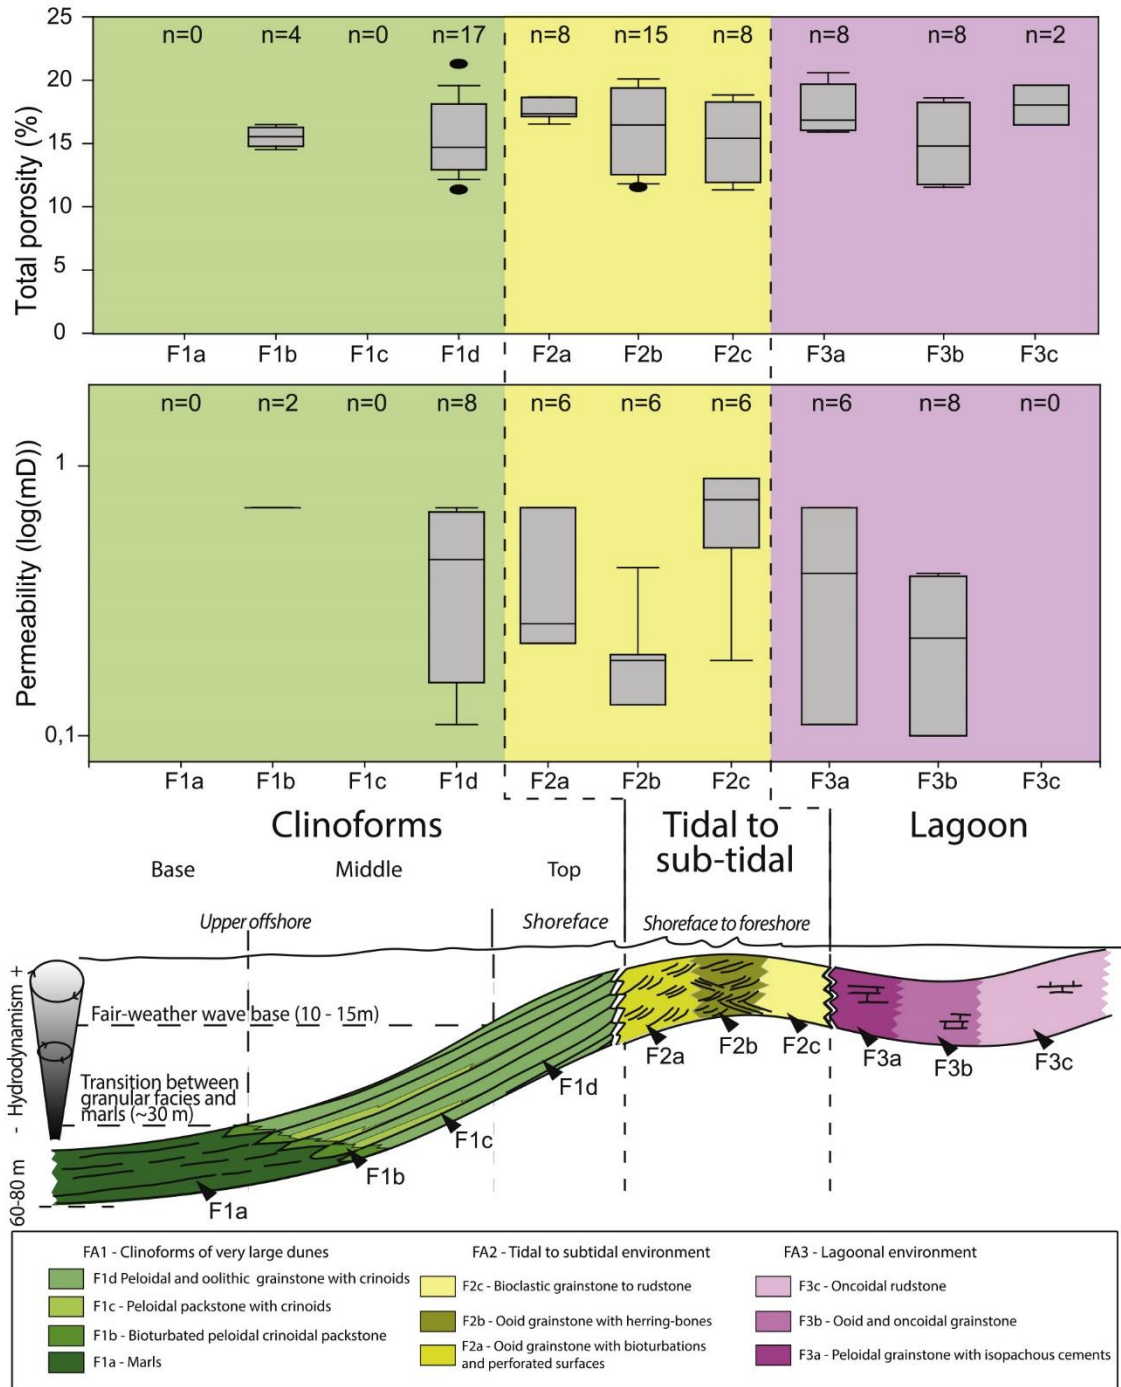 25
n=0 n=4 n=0 n=17 n=8 n=15 n=8 n=8 n=8 n=2
20
15
10
5
0
Total porosity (%)
F1a F1b F1c F1d F2a F2b F2c F3a F3b F3c
n=0 n=2 n=0 n=8 n=6 n=6 n=6 n=6 n=8 n=0
1
0,1
Permeability (log(mD))
F1a F1b F1c F1d F2a F2b F2c F3a F3b F3c
Clinoforms
Tidal to
sub-tidal
Lagoon
Base Middle Top
Upper offshore
Shoreface
Shoreface to foreshore
- Hydrodynamism +
Fair-weather wave base (10 - 15m)
Transition between
granular facies and
marls (~30 m)
60-80 m
F1a
F1b
F1c
F1d
F2a
F2b
F2c
F3a
F3b
F3c
FA1 - Clinoforms of very large dunes
F1d Peloidal and oolithic grainstone with crinoids
F1c - Peloidal packstone with crinoids
F1b - Bioturbated peloidal crinoidal packstone
F1a - Marls
FA2 - Tidal to subtidal environment
F2c - Bioclastic grainstone to rudstone
F2b - Ooid grainstone with herring-bones
F2a - Ooid grainstone with bioturbations
and perforated surfaces
FA3 - Lagoonal environment
F3c - Oncoidal rudstone
F3b - Ooid and oncoidal grainstone
F3a - Peloidal grainstone with isopachous cements